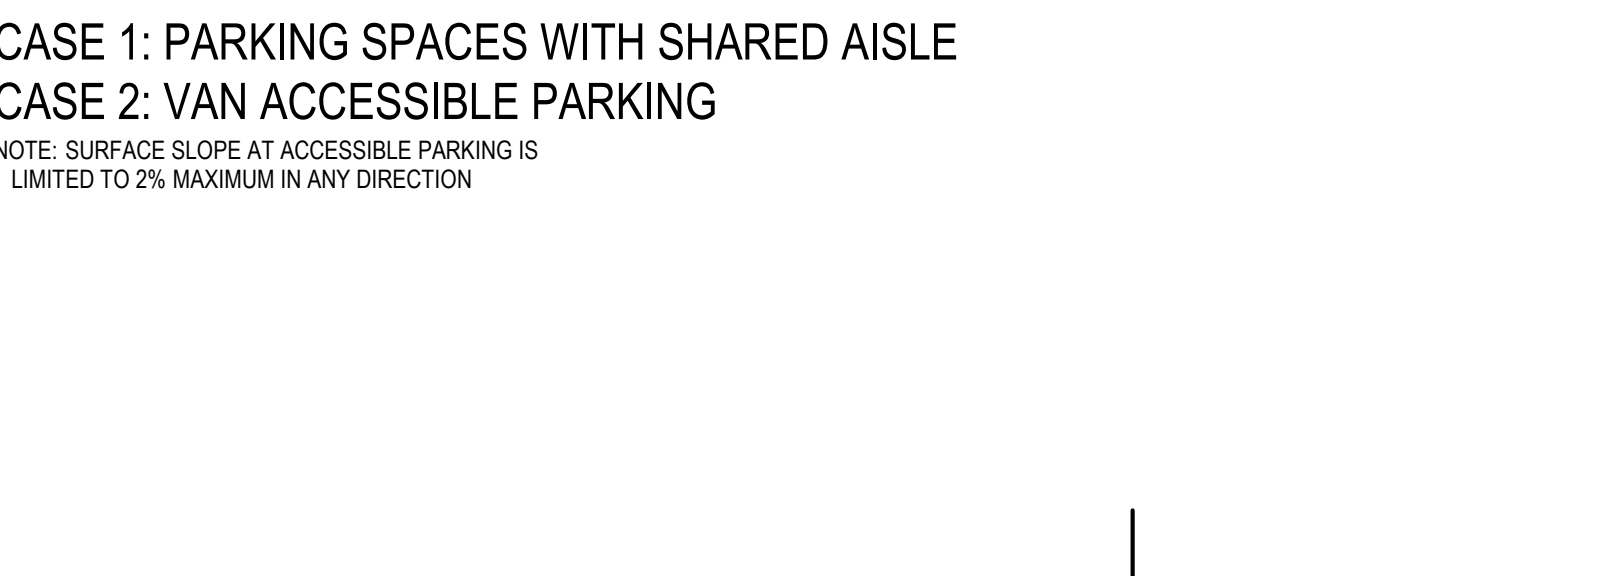 CASE 1: PARKING SPACES WITH SHARED AISLE
CASE 2: VAN ACCESSIBLE PARKING
NOTE: SURFACE SLOPE AT ACCESSIBLE PARKING IS
LIMITED TO 2% MAXIMUM IN ANY DIRECTION